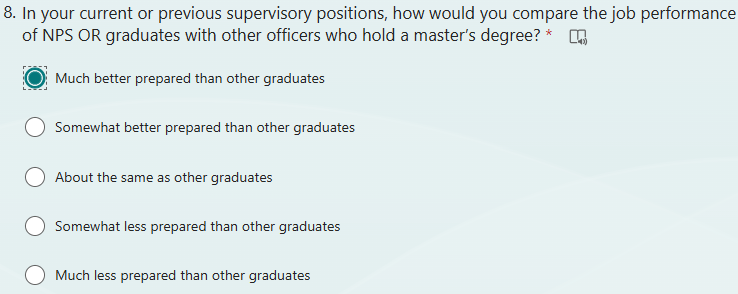 8. In your current or previous supervisory positions, how would you compare the job performance
of NPS OR graduates with other officers who hold a master's degree? *
Much better prepared than other graduates
Somewhat better prepared than other graduates
About the same as other graduates
Somewhat less prepared than other graduates
Much less prepared than other graduates